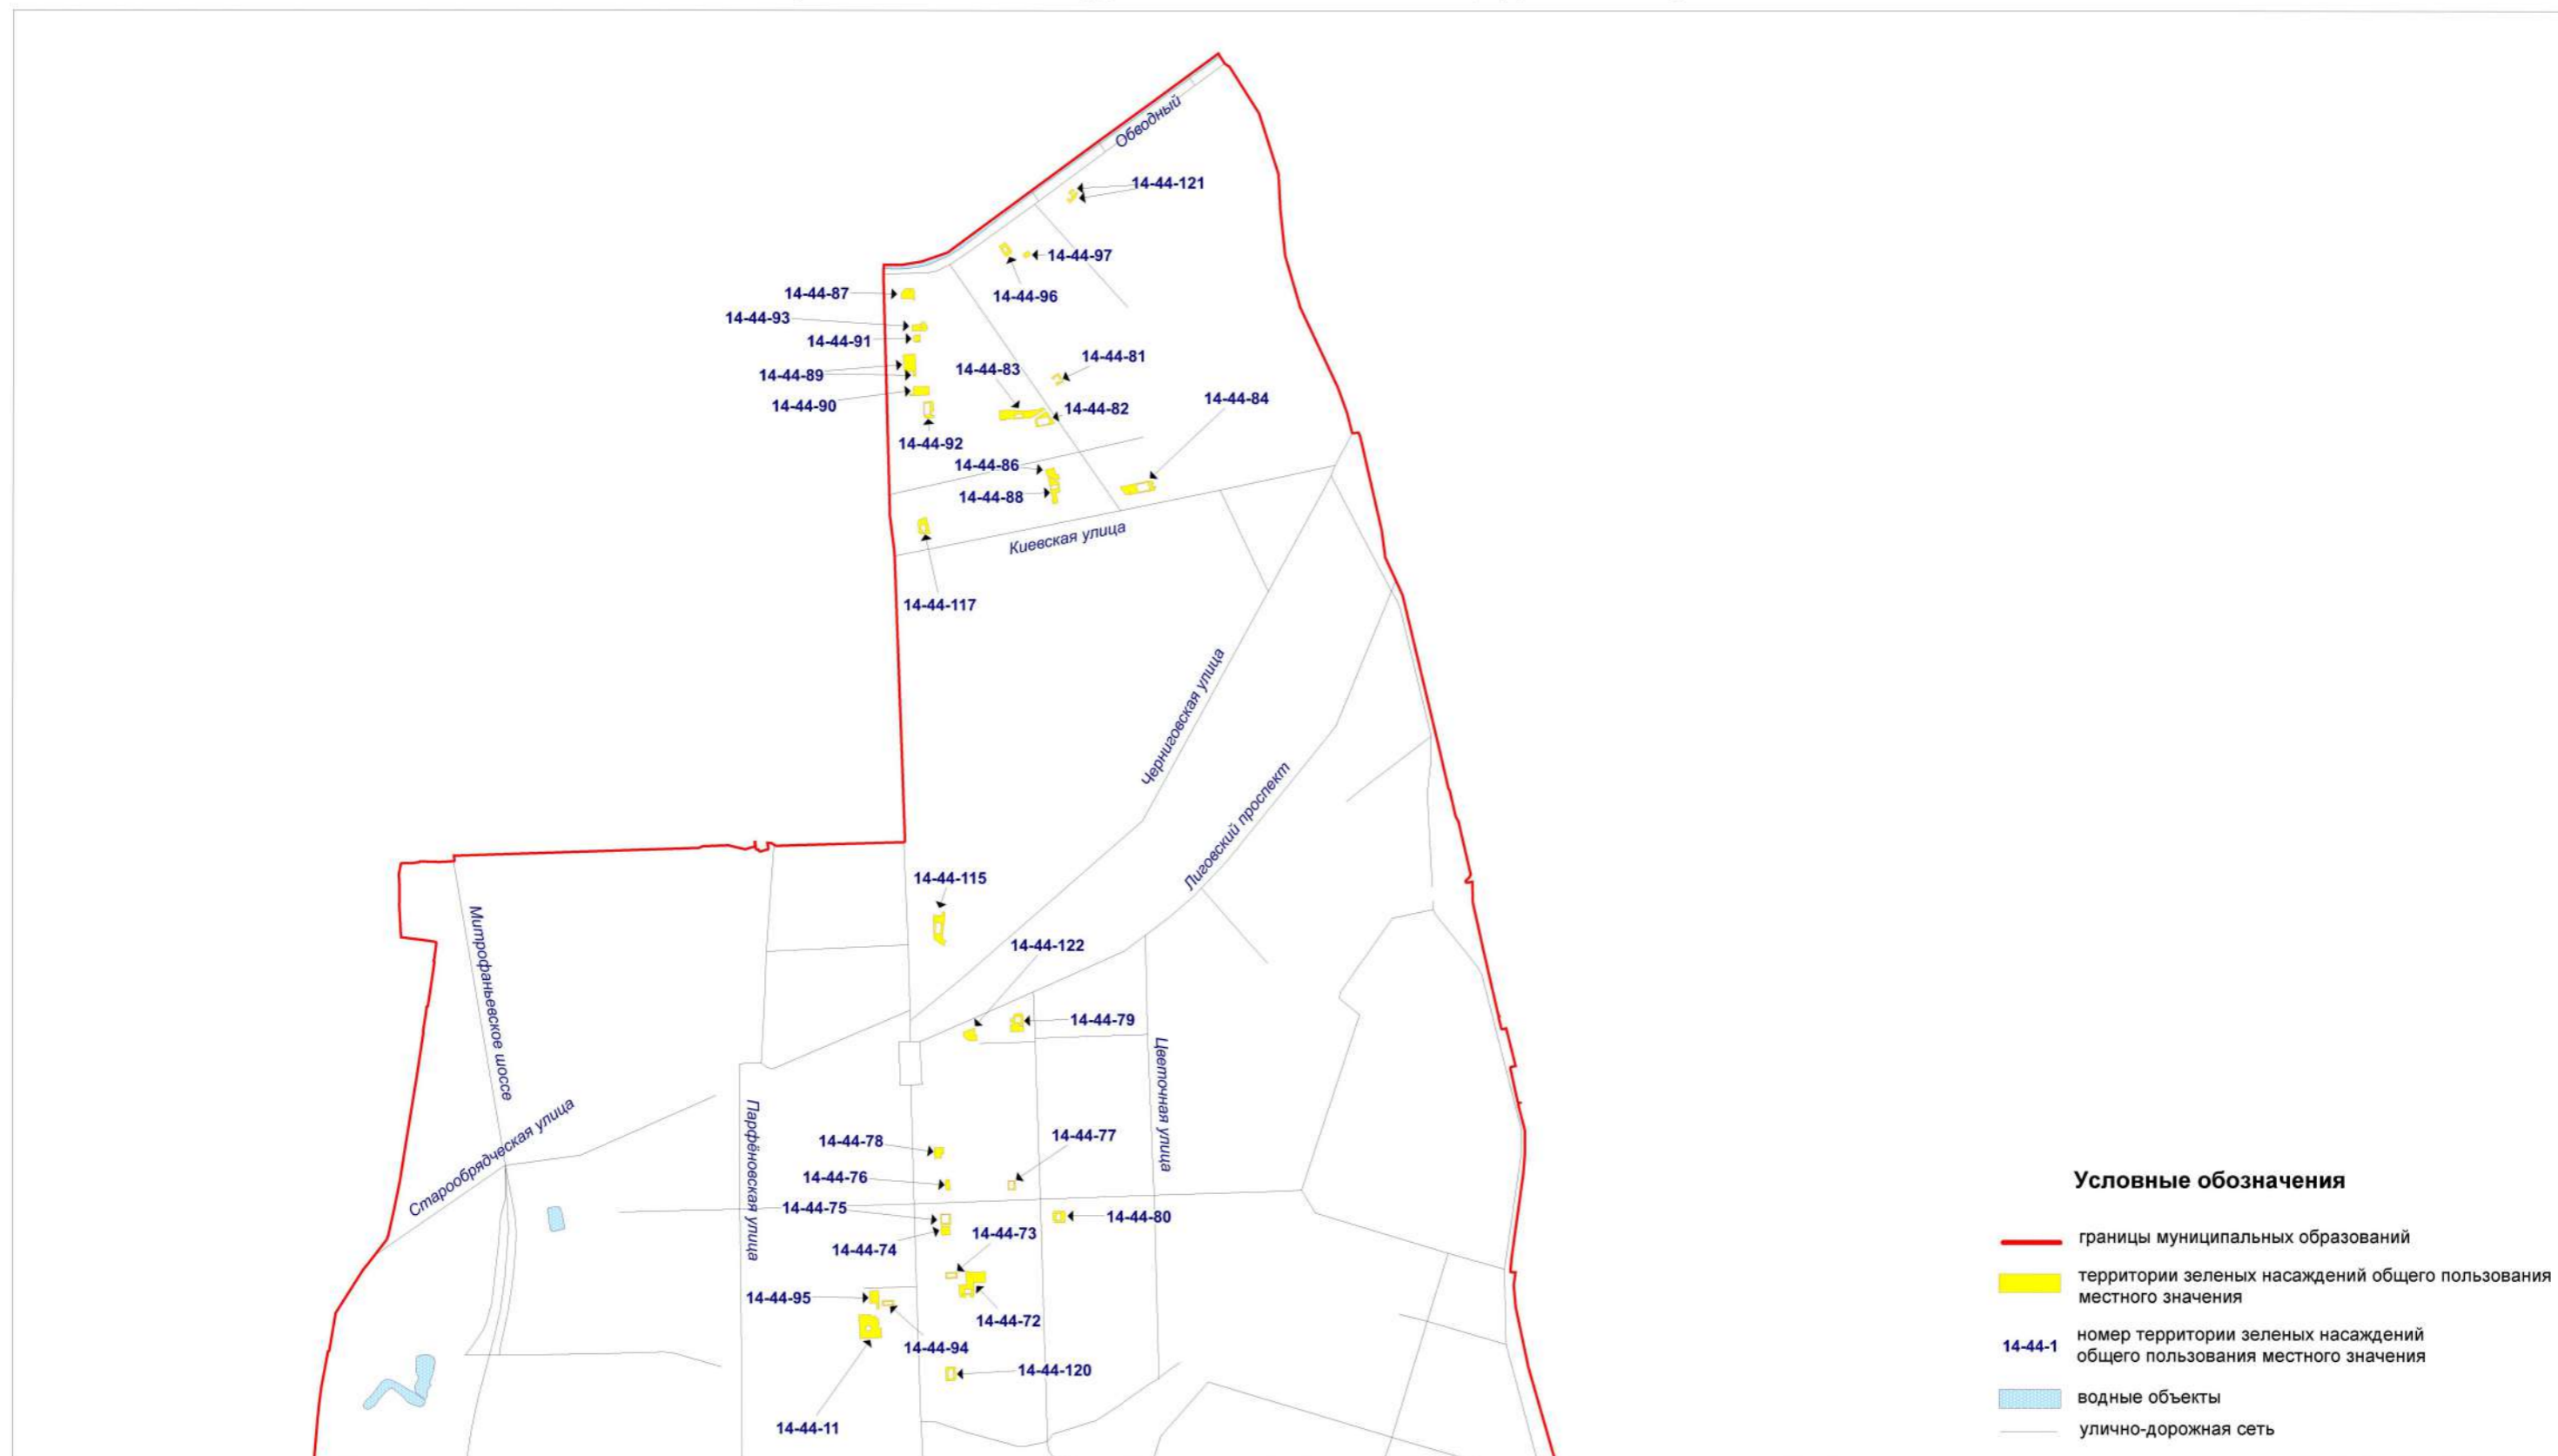 Обводный
14-44-121
14-44-97
14-44-96
14-44-87
14-44-93
14-44-91
14-44-81
14-44-83
14-44-89
14-44-84
14-44-90
14-44-82
14-44-92
14-44-86
14-44-88
Киевская улица
14-44-117
Черниговская улица
Лиговский проспект
14-44-115
14-44-122
Митрофаньевское шоссе
14-44-79
Цветочная улица
Старообрядческая улица
Парфёновская улица
14-44-78
14-44-77
14-44-76
14-44-75
14-44-80
14-44-73
14-44-74
14-44-95
14-44-72
14-44-94
14-44-120
14-44-11
Условные обозначения
границы муниципальных образований
территории зеленых насаждений общего пользования
местного значения
14-44-1
номер территории зеленых насаждений
общего пользования местного значения
водные объекты
улично-дорожная сеть